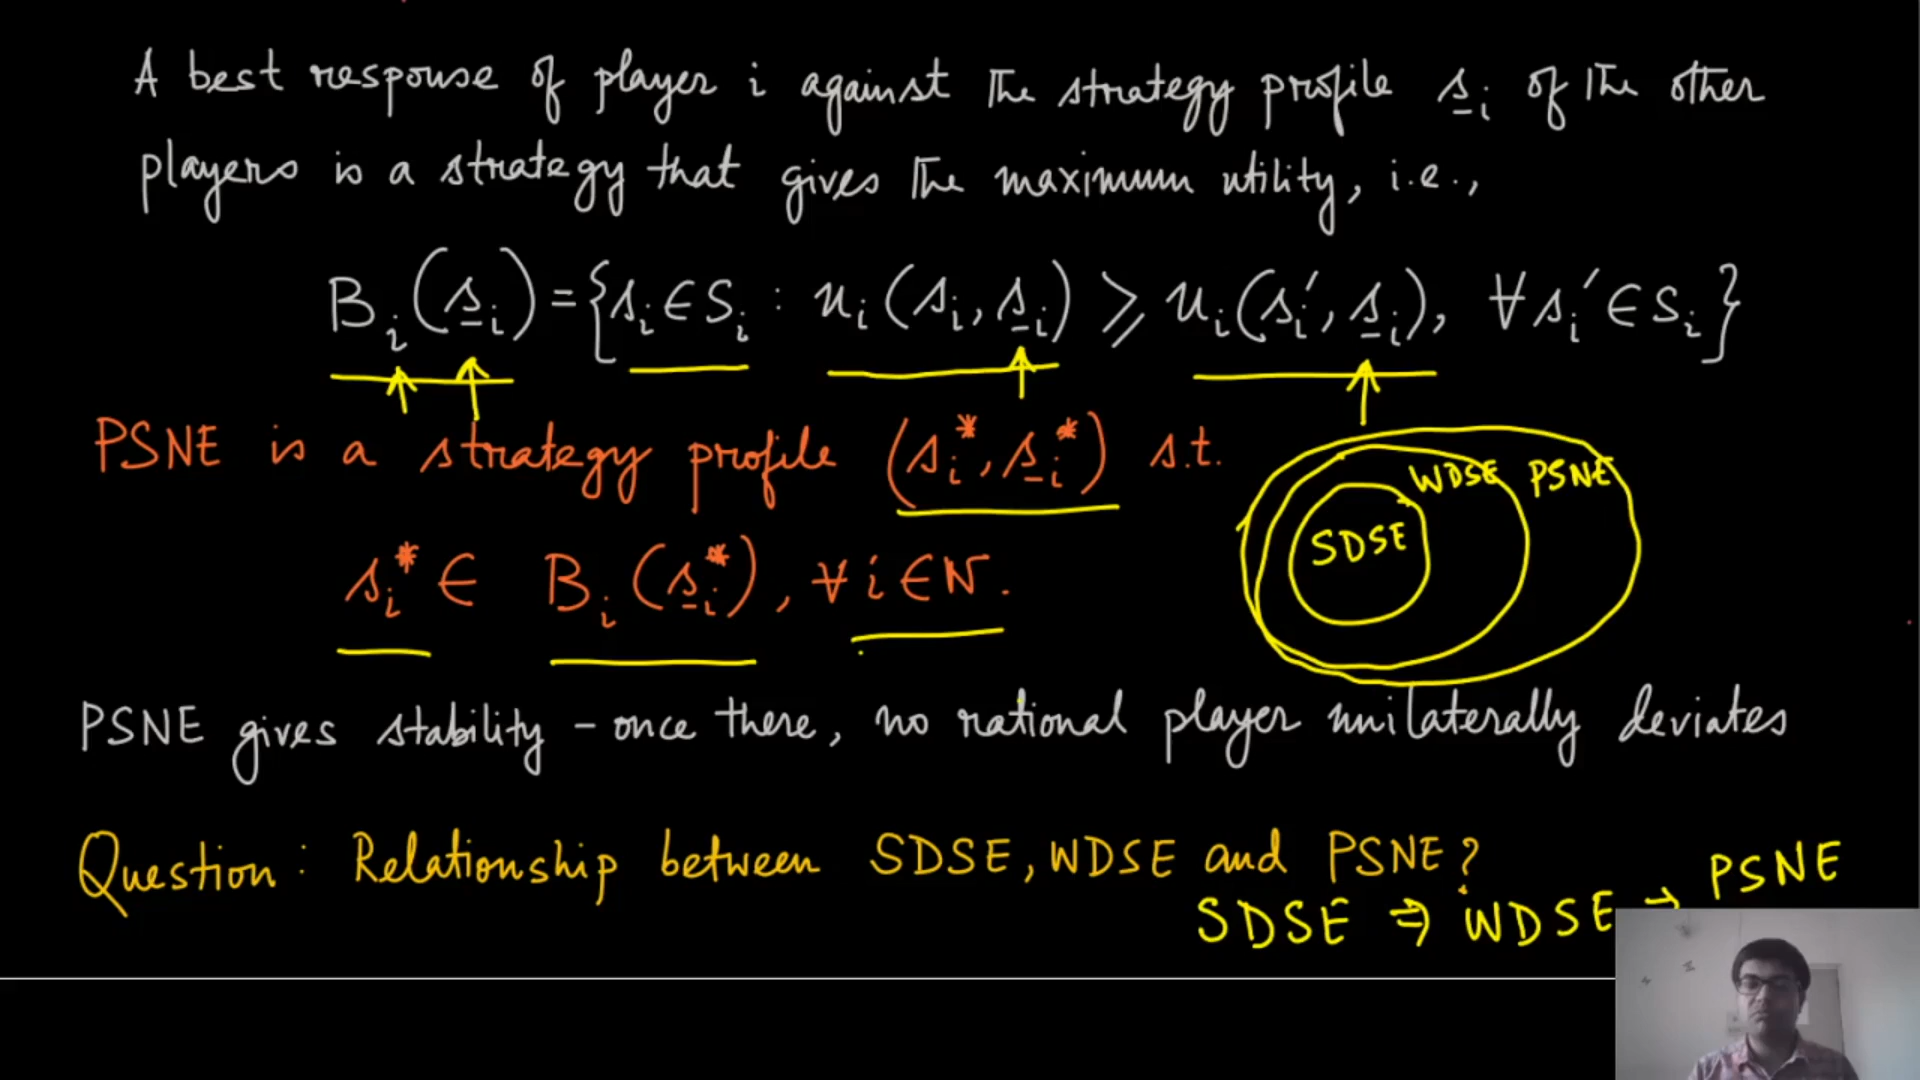 A best response of player i against the strategy profile s_{-i} of the other
players is a strategy that gives the maximum utility, i.e.,
B_i(s_{-i}) = {s_i ∈ S_i : u_i(s_i, s_{-i}) ⩾ u_i(s_i', s_{-i}), ∀ s_i' ∈ S_i}
PSNE is a strategy profile (s_i^*, s_{-i}^*) s.t.
s_i^* ∈ B_i(s_{-i}^*), ∀ i ∈ N.
SDSE WDSE PSNE
PSNE gives stability – once there, no rational player unilaterally deviates
Question: Relationship between SDSE, WDSE and PSNE?
SDSE ⇒ WDSE → PSNE